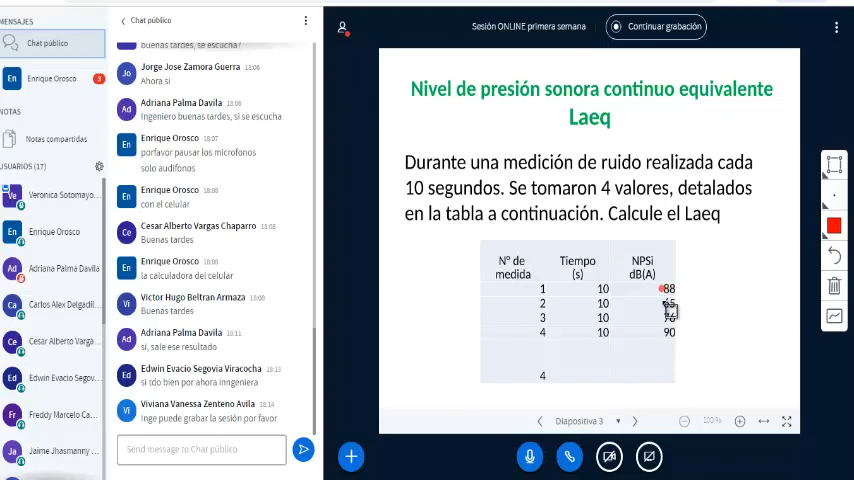 MENSAJES
Chat público
Enrique Orosco
3
NOTAS
Notas compartidas
USUARIOS (17)
Ve
Veronica Sotomayo...
En
Enrique Orosco
Ad
Adriana Palma Davila
Ca
Carlos Alex Delgadil...
Ce
Cesar Alberto Varga...
Ed
Edwin Evacio Segov...
Fr
Freddy Marcelo Ca...
Ja
Jaime Jhasmanny ...
Chat público
buenas tardes, se escucha?
Jo
Jorge Jose Zamora Guerra 18:06
Ahora si
Ad
Adriana Palma Davila 18:06
Ingeniero buenas tardes, si se escucha
En
Enrique Orosco 18:07
porfavor pausar los microfonos
solo audifonos
En
Enrique Orosco 18:08
con el celular
Ce
Cesar Alberto Vargas Chaparro 18:08
Buenas tardes
En
Enrique Orosco 18:08
la calculadora del celular
Vi
Victor Hugo Beltran Armaza 18:08
Buenas tardes
Ad
Adriana Palma Davila 18:11
si, sale ese resultado
Ed
Edwin Evacio Segovia Viracocha 18:13
si tdo bien por ahora inngeniera
Vi
Viviana Vanessa Zenteno Avila 18:14
Inge puede grabar la sesión por favor
Send message to Chat público
Sesión ONLINE primera semana
Continuar grabación
Nivel de presión sonora continuo equivalente
Laeq
Durante una medición de ruido realizada cada
10 segundos. Se tomaron 4 valores, detalados
en la tabla a continuación. Calcule el Laeq
N° de medida Tiempo (s) NPSi dB(A)
1 10 88
2 10 65
3 10
4 10 90
4
Diapositiva 3
100%